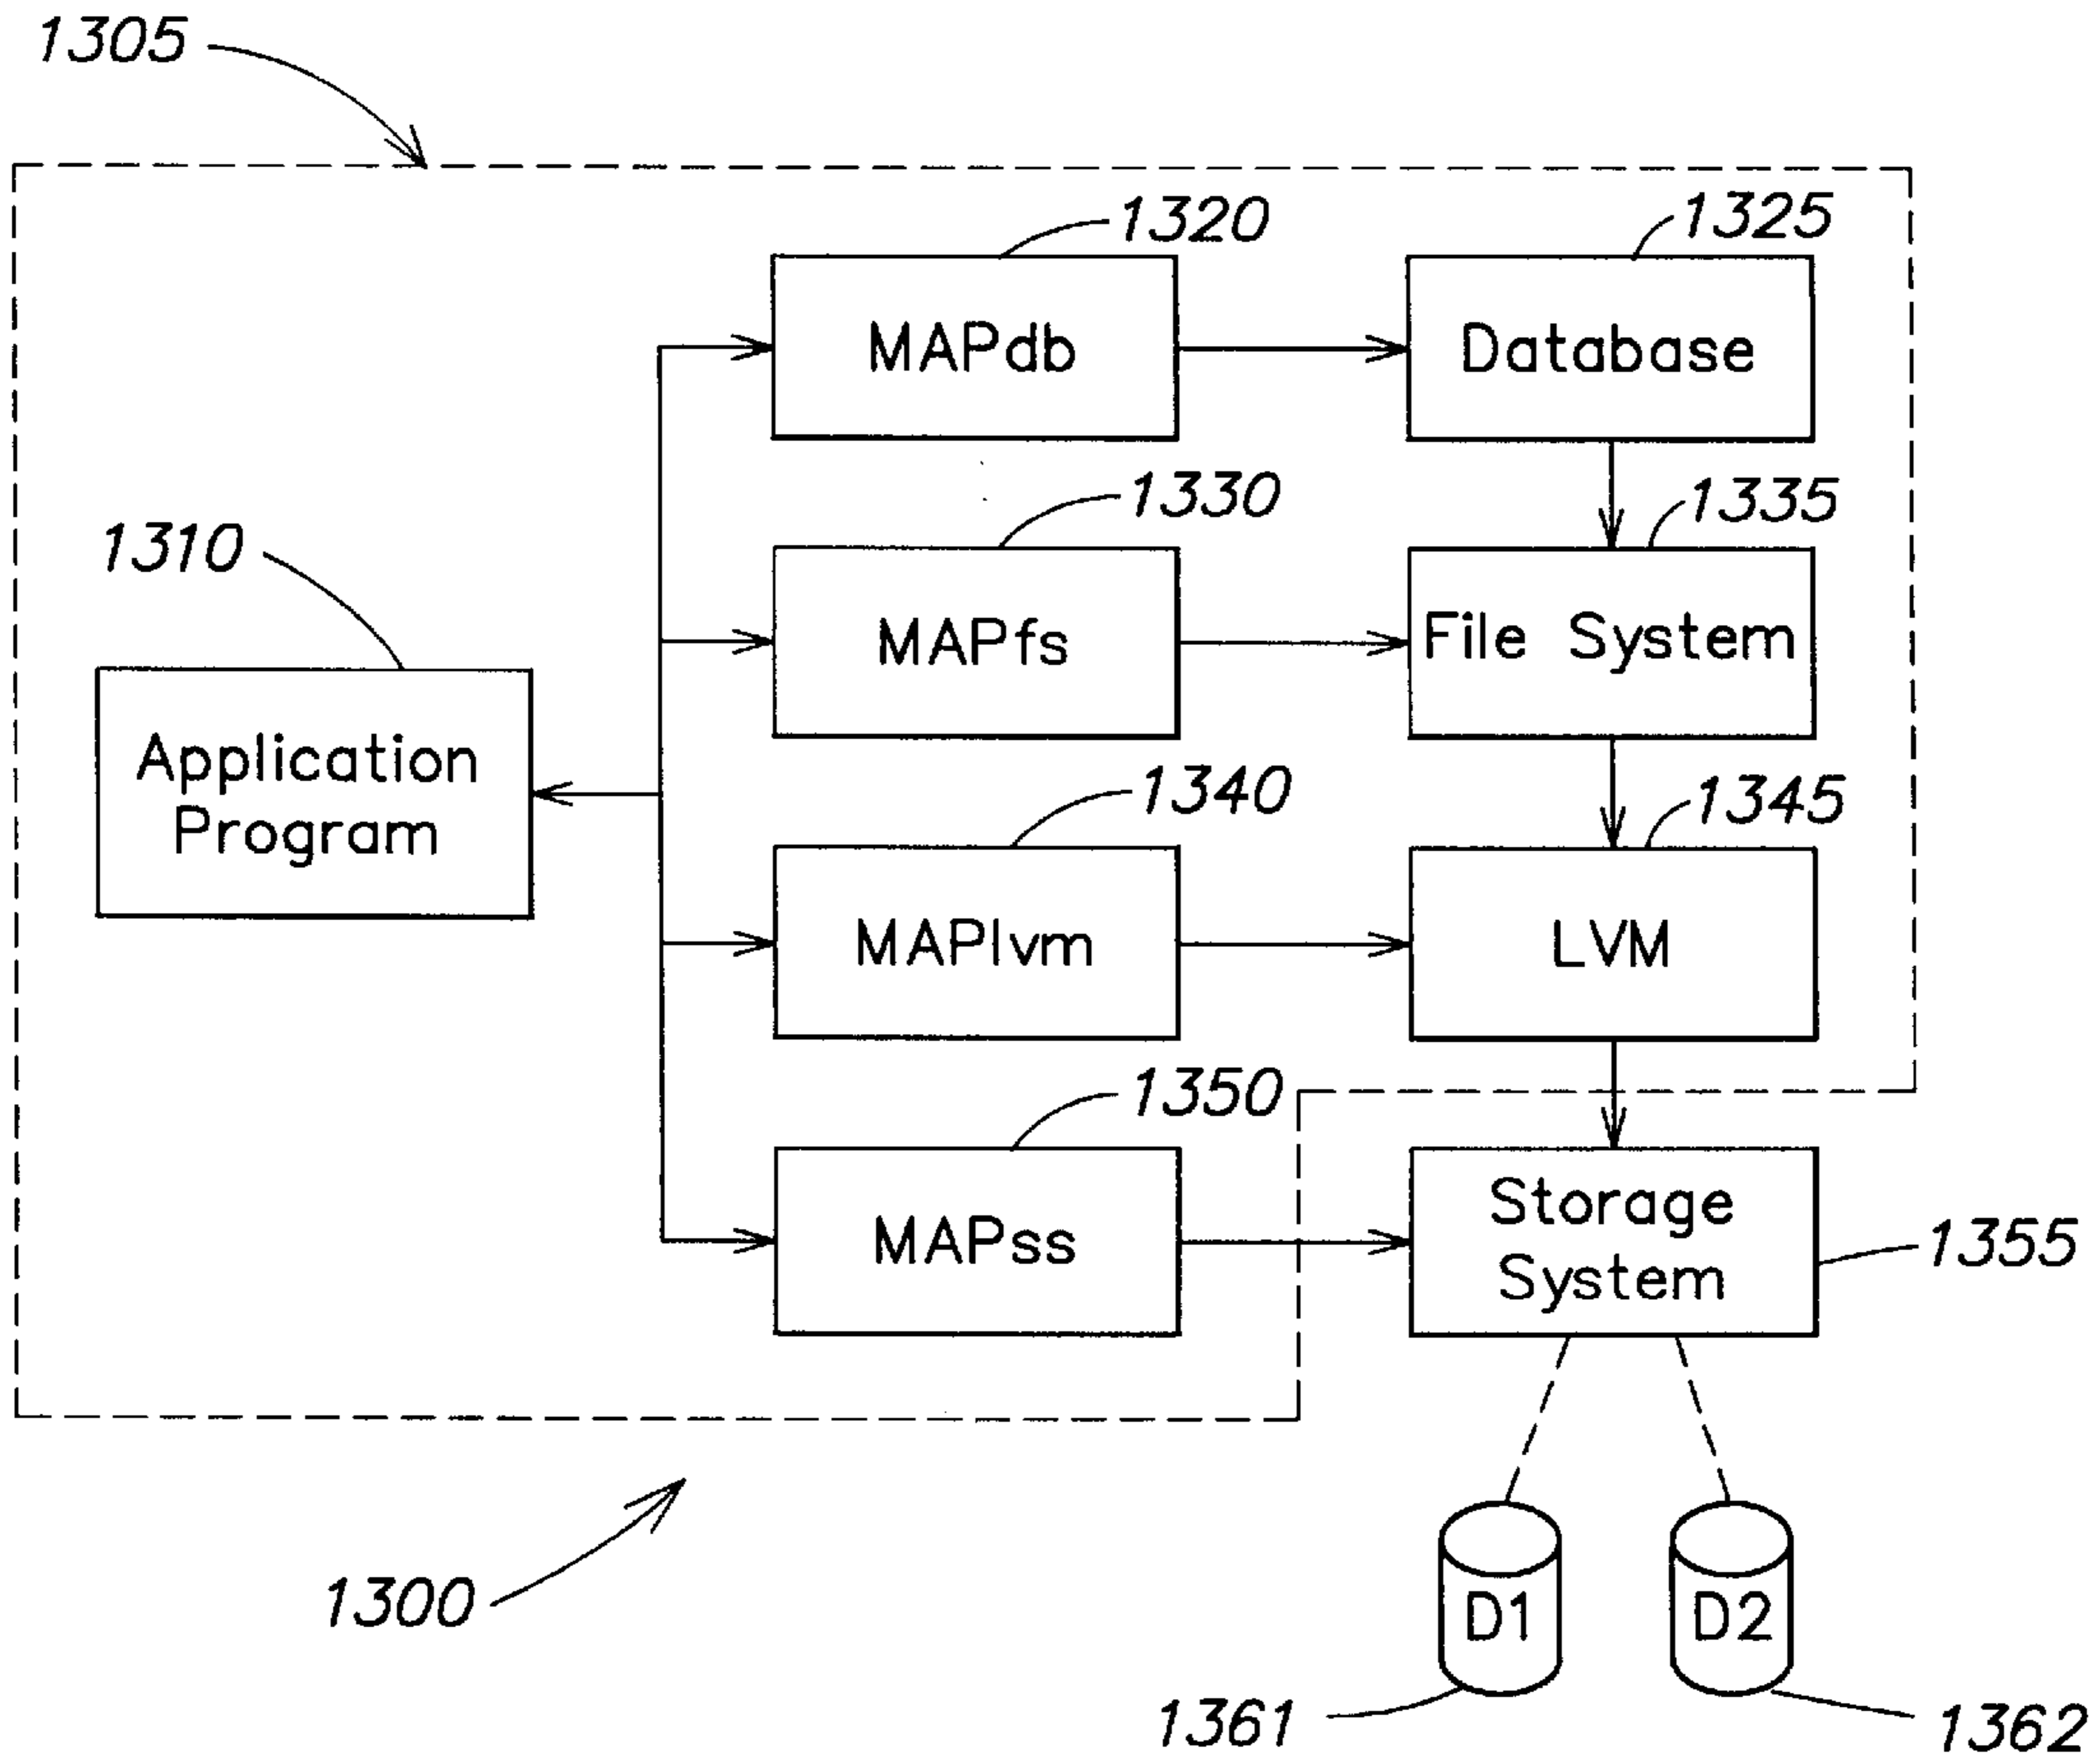 1305
1320
1325
MAPdb
Database
1330
1335
1310
MAPfs
File System
Application
Program
1340
1345
MAPlvm
LVM
1350
MAPss
Storage
System
1355
1300
D1
D2
1361
1362